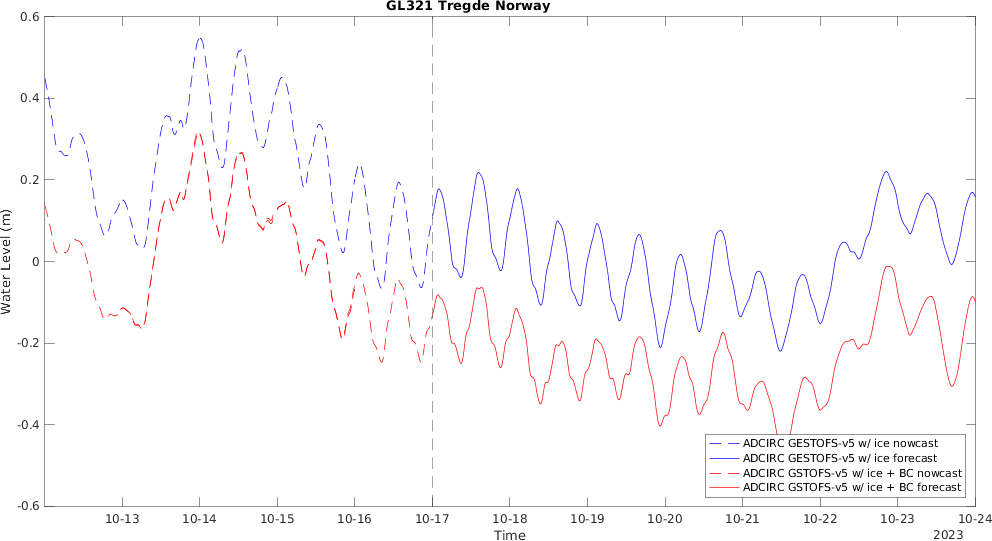 GL321 Tregde Norway
0.6
0.4
0.2
0
-0.2
-0.4
-0.6
Water Level (m)
10-13 10-14 10-15 10-16 10-17 10-18 10-19 10-20 10-21 10-22 10-23 10-24
Time
2023
ADCIRC GESTOFS-v5 w/ ice nowcast
ADCIRC GESTOFS-v5 w/ ice forecast
ADCIRC GSTOFS-v5 w/ ice + BC nowcast
ADCIRC GSTOFS-v5 w/ ice + BC forecast